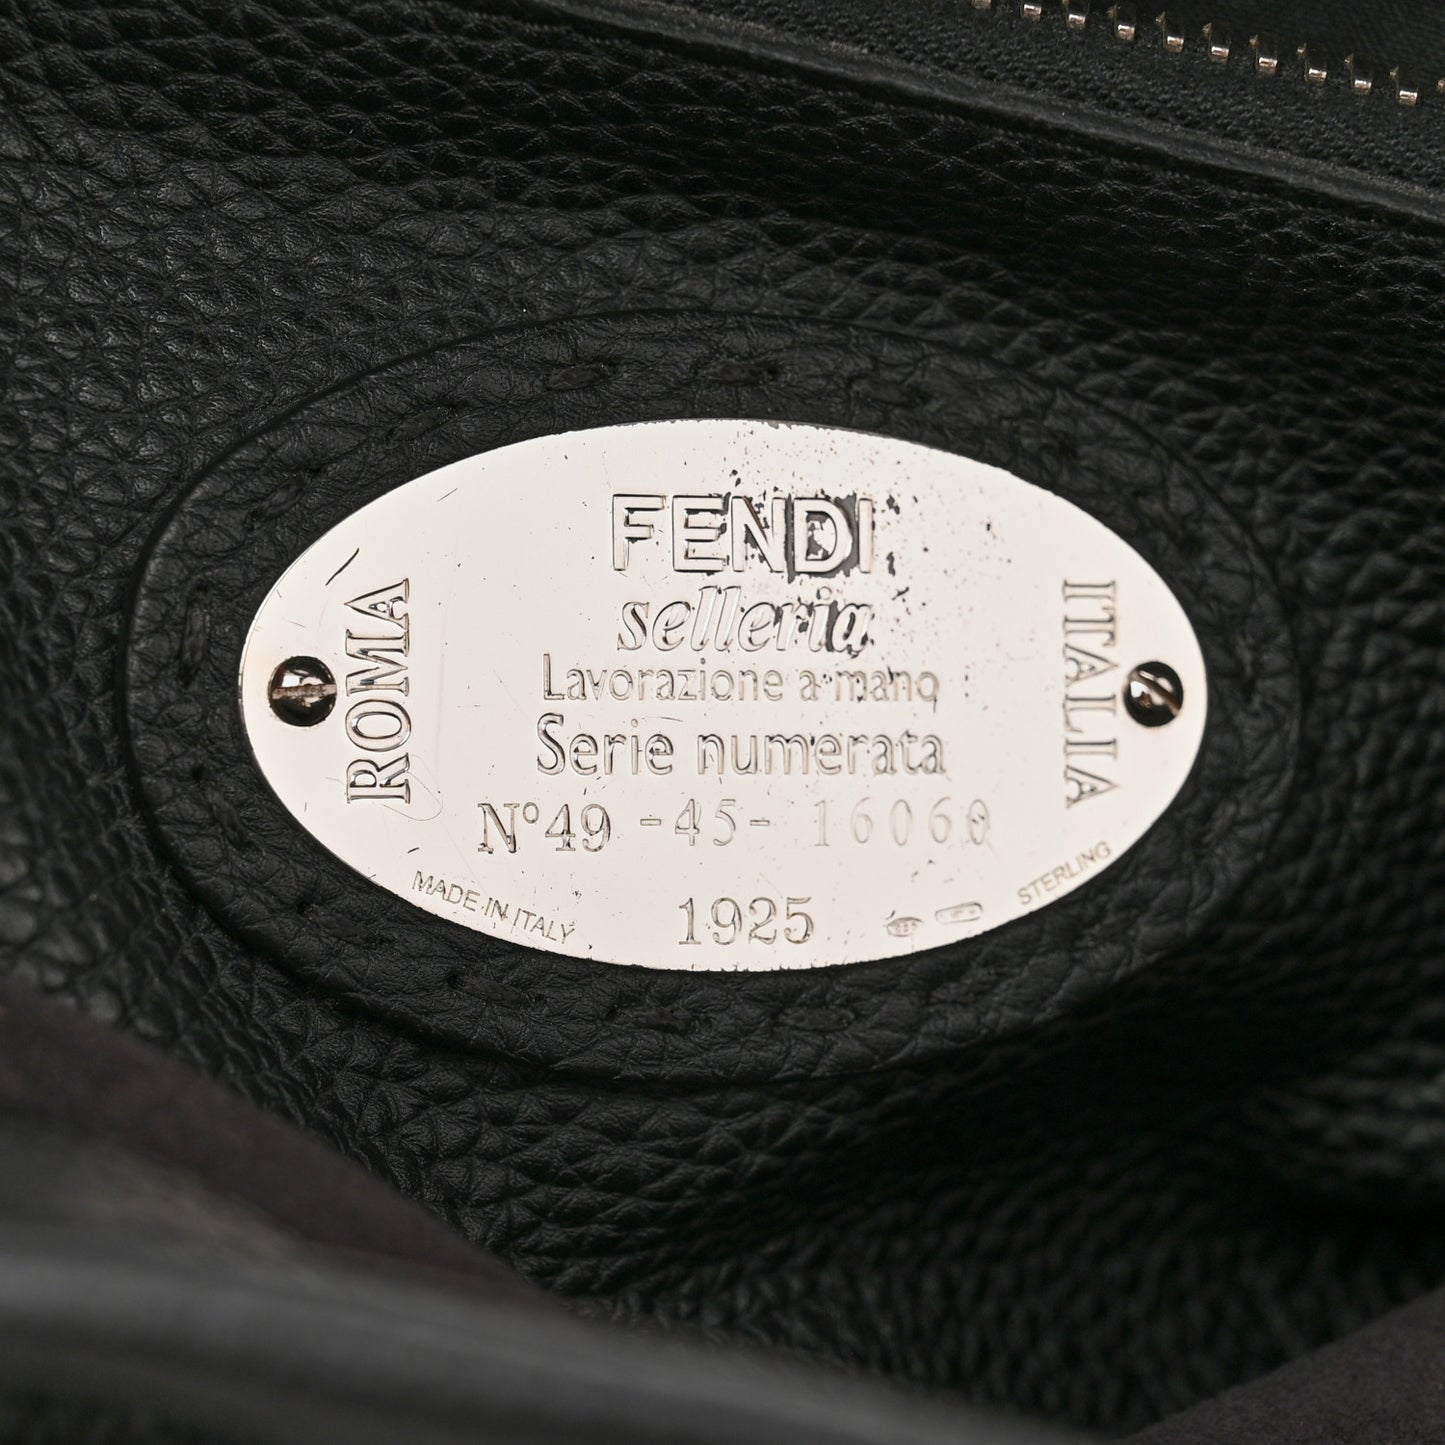 FENDI
selleria
Lavorazione a mano
Serie numerata
N° 49 -45- 16060
1925
ROMA
ITALIA
MADE IN ITALY
STERLING